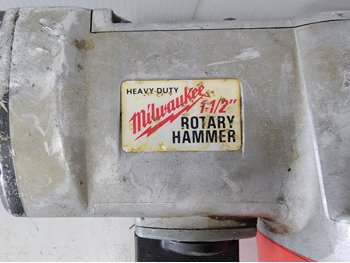 HEAVY-DUTY
Milwaukee
1-1/2"
ROTARY
HAMMER